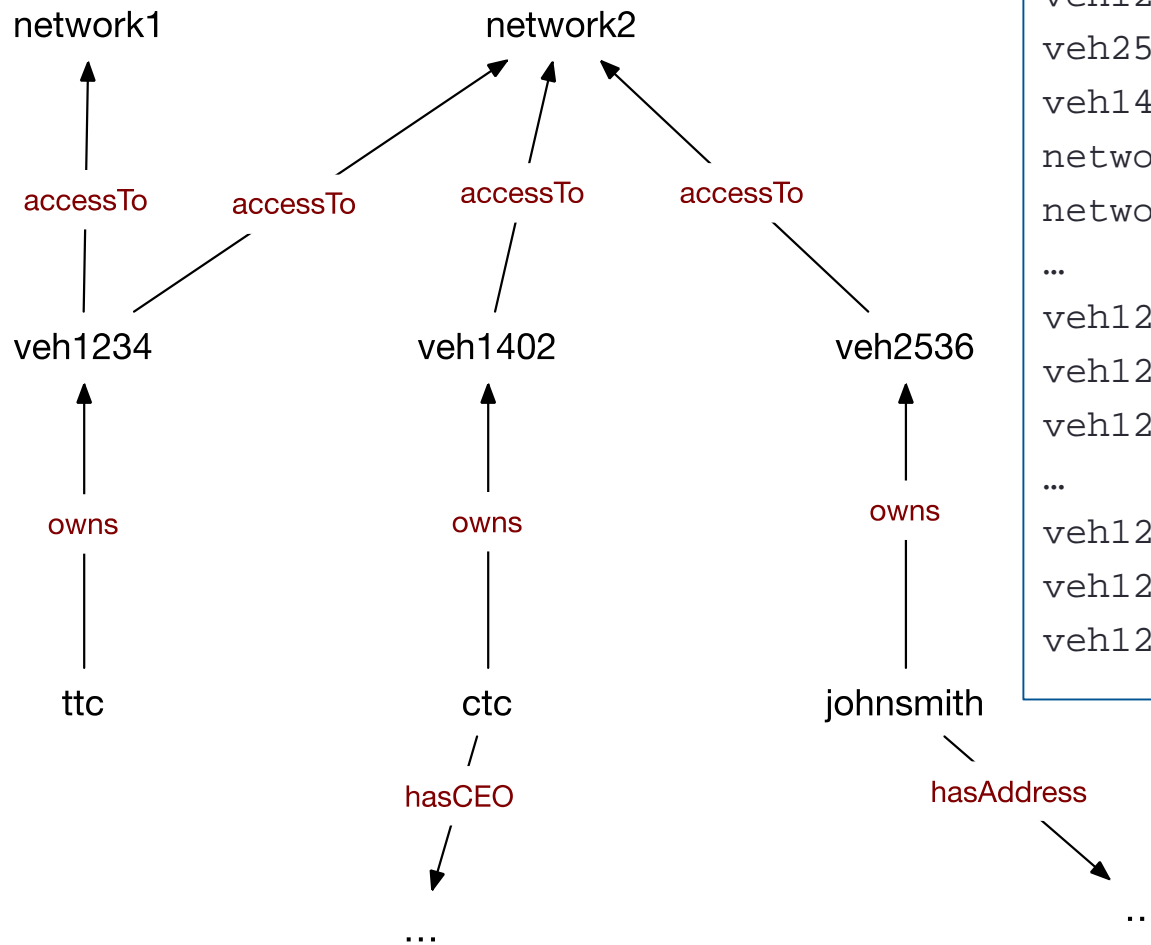 network1
network2
accessTo
accessTo
accessTo
accessTo
veh1234
veh1402
veh2536
owns
owns
owns
ttc
ctc
johnsmith
hasCEO
hasAddress
...
..
veh25
veh14
netwo
netwo
…
veh12
veh12
veh12
…
veh12
veh12
veh12